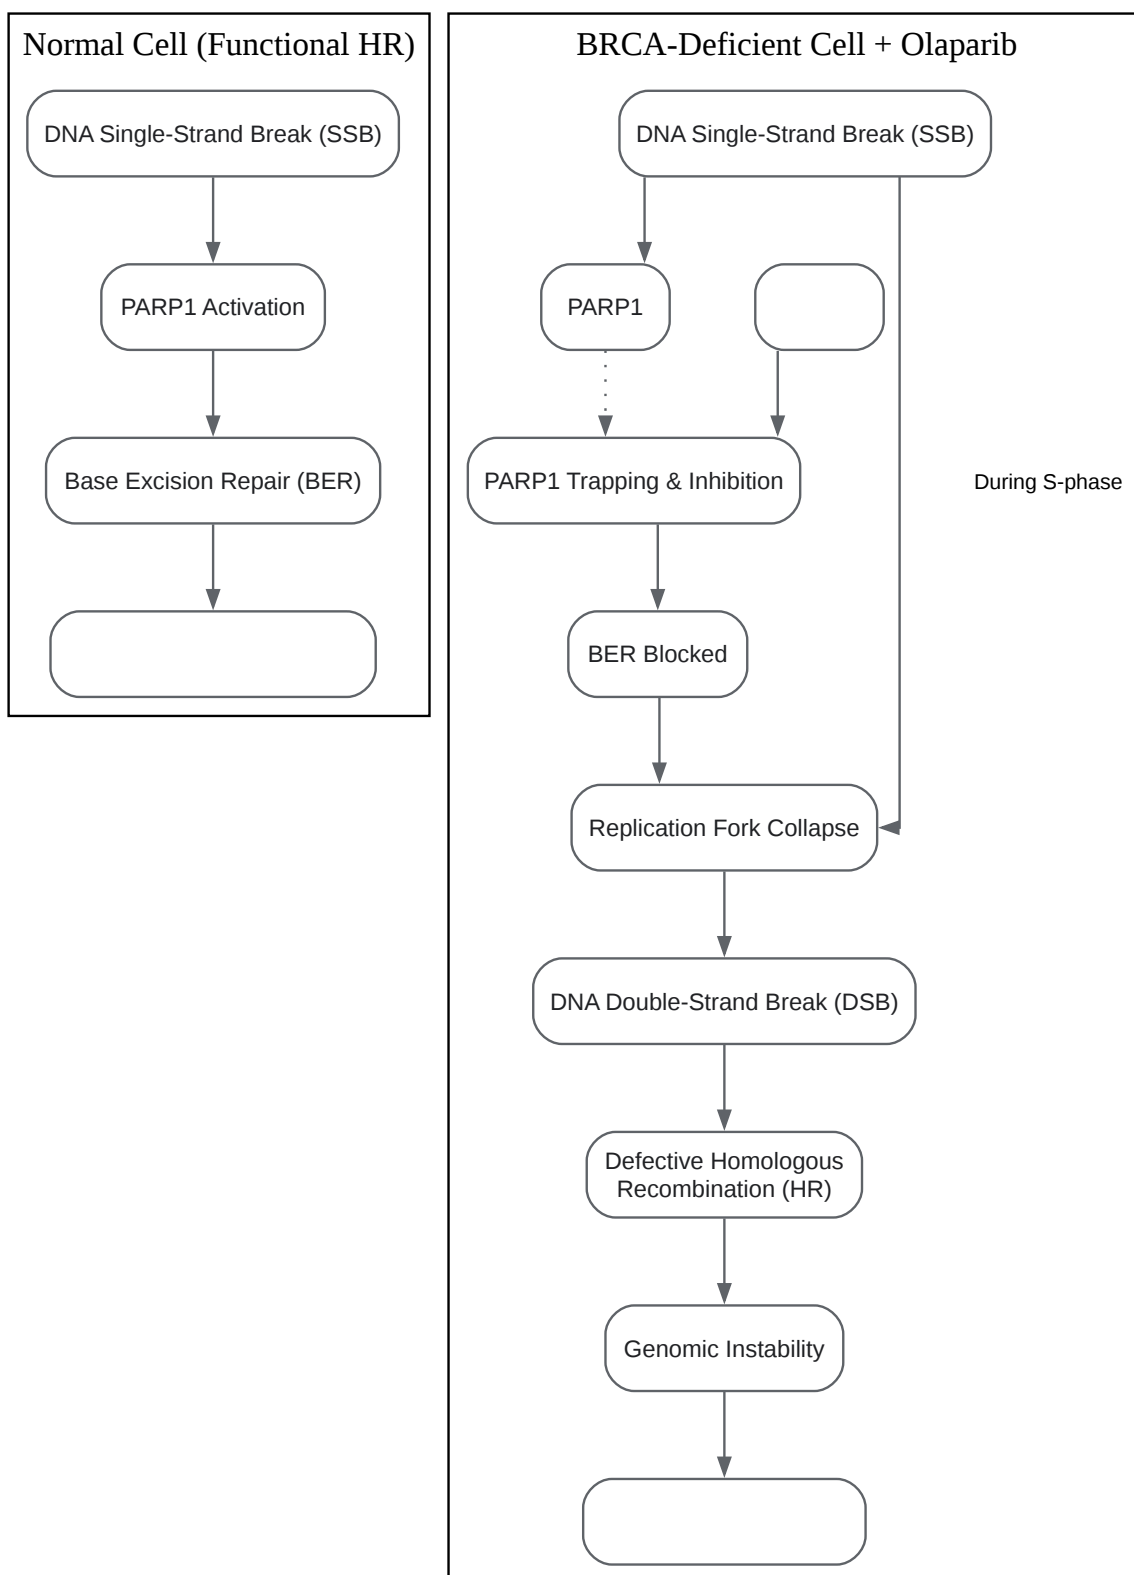 Normal Cell (Functional HR)
DNA Single-Strand Break (SSB)
PARP1 Activation
Base Excision Repair (BER)
BRCA-Deficient Cell + Olaparib
DNA Single-Strand Break (SSB)
PARP1
PARP1 Trapping & Inhibition
During S-phase
BER Blocked
Replication Fork Collapse
DNA Double-Strand Break (DSB)
Defective Homologous
Recombination (HR)
Genomic Instability